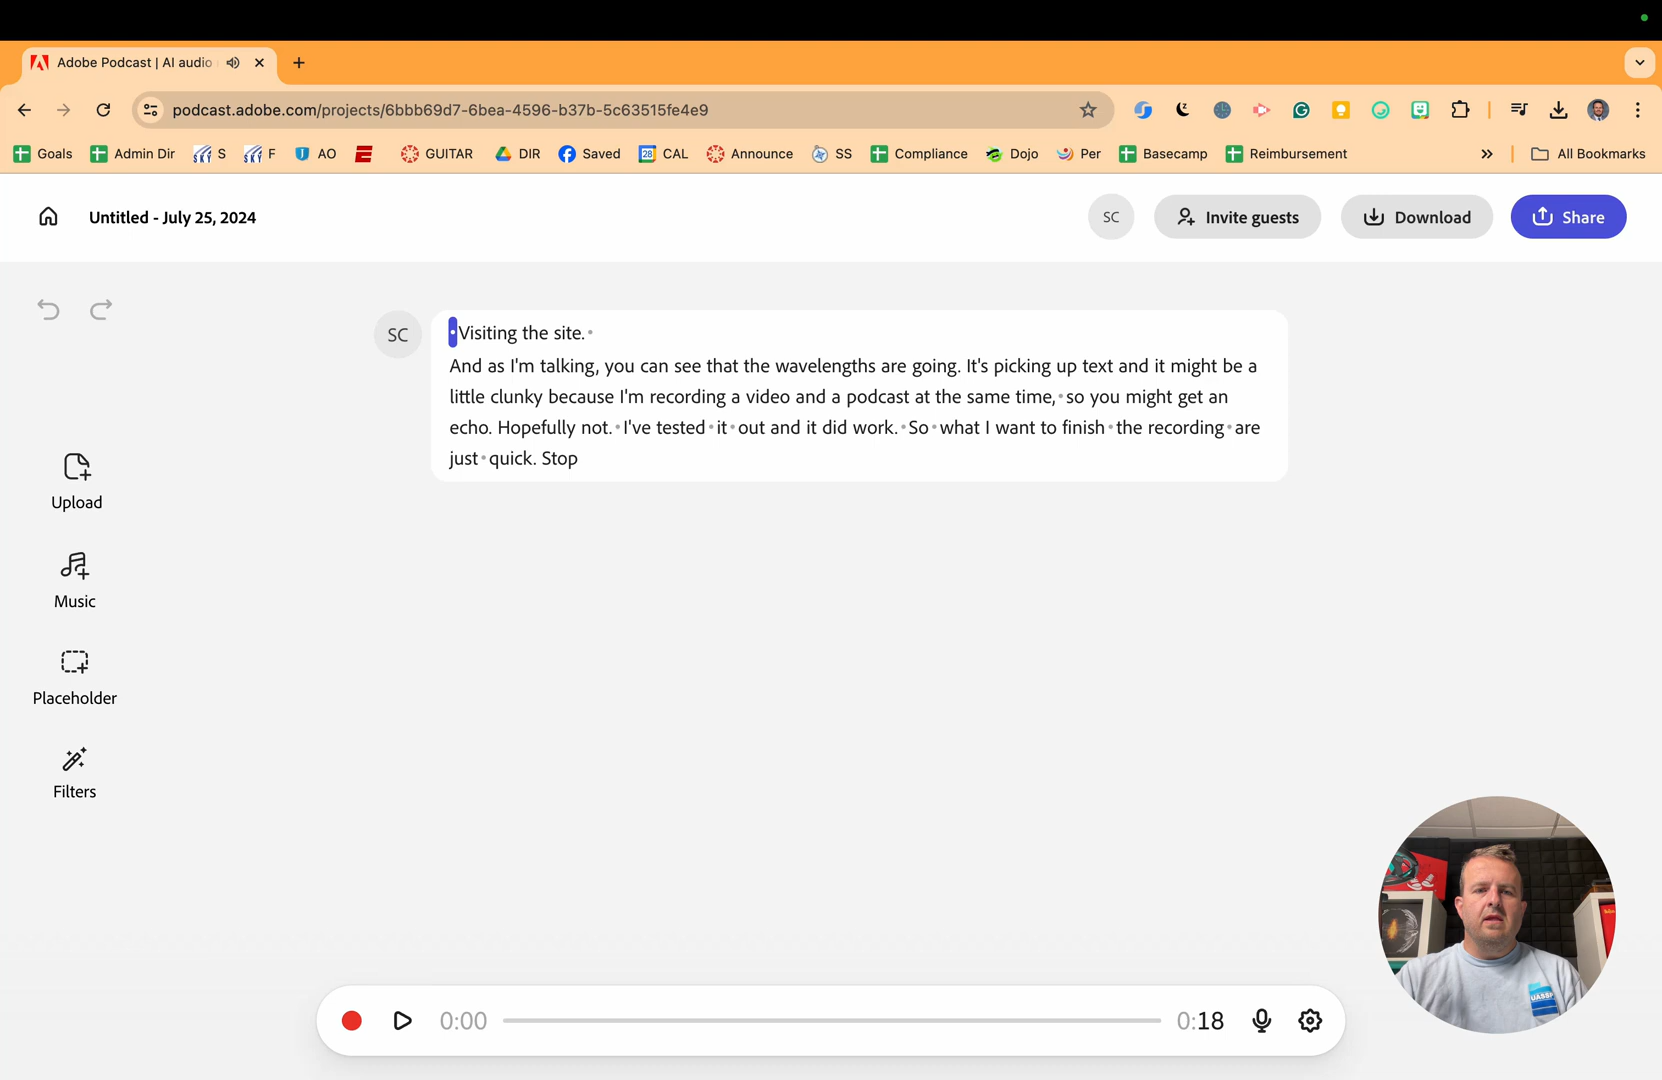 Adobe Podcast | AI audio
podcast.adobe.com/projects/6bbb69d7-6bea-4596-b37b-5c63515fe4e9
Goals Admin Dir S F AO GUITAR DIR Saved 28 CAL Announce SS Compliance Dojo Per Basecamp Reimbursement All Bookmarks
Untitled - July 25, 2024 SC Invite guests Download Share
SC
Visiting the site.
And as I'm talking, you can see that the wavelengths are going. It's picking up text and it might be a
little clunky because I'm recording a video and a podcast at the same time, so you might get an
echo. Hopefully not. I've tested it out and it did work. So what I want to finish the recording are
just quick. Stop
Upload
Music
Placeholder
Filters
UASSP
0:00 0:18